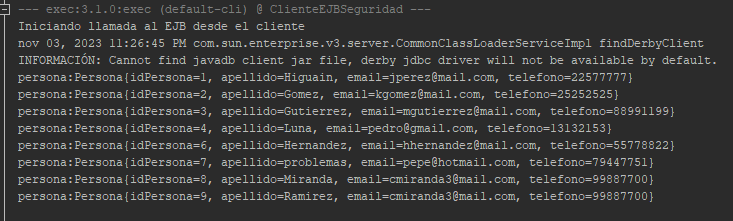 --- exec:3.1.0:exec (default-cli) @ ClienteEJBSeguridad ---
Iniciando llamada al EJB desde el cliente
nov 03, 2023 11:26:45 PM com.sun.enterprise.v3.server.CommonClassLoaderServiceImpl findDerbyClient
INFORMACIÓN: Cannot find javadb client jar file, derby jdbc driver will not be available by default.
persona:Persona{idPersona=1, apellido=Higuain, email=jperez@mail.com, telefono=22577777}
persona:Persona{idPersona=2, apellido=Gomez, email=kgomez@mail.com, telefono=25252525}
persona:Persona{idPersona=3, apellido=Gutierrez, email=mgutierrez@mail.com, telefono=88991199}
persona:Persona{idPersona=4, apellido=Luna, email=pedro@gmail.com, telefono=13132153}
persona:Persona{idPersona=6, apellido=Hernandez, email=hhernandez@mail.com, telefono=55778822}
persona:Persona{idPersona=7, apellido=problemas, email=pepe@hotmail.com, telefono=79447751}
persona:Persona{idPersona=8, apellido=Miranda, email=cmiranda3@mail.com, telefono=99887700}
persona:Persona{idPersona=9, apellido=Ramirez, email=cmiranda3@mail.com, telefono=99887700}